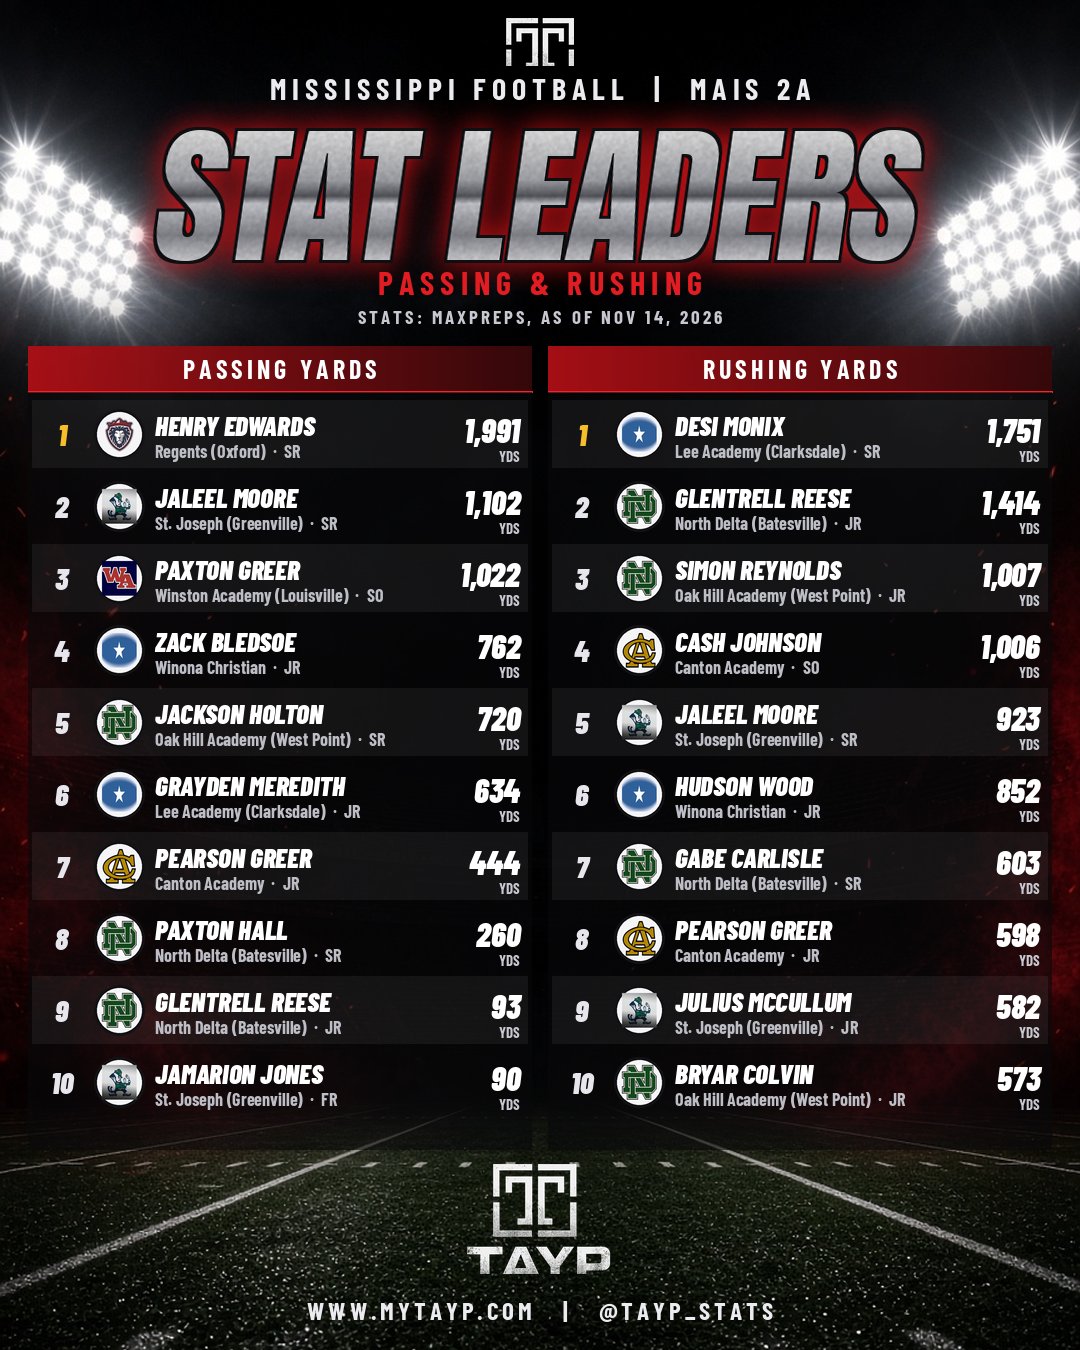 MISSISSIPPI FOOTBALL | MAIS 2A
STAT LEADERS
PASSING & RUSHING
STATS: MAXPREPS, AS OF NOV 14, 2026
PASSING YARDS
1 HENRY EDWARDS 1,991
Regents (Oxford) · SR YDS
2 JALEEL MOORE 1,102
St. Joseph (Greenville) · SR YDS
3 PAXTON GREER 1,022
Winston Academy (Louisville) · SO YDS
4 ZACK BLEDSOE 762
Winona Christian · JR YDS
5 JACKSON HOLTON 720
Oak Hill Academy (West Point) · SR YDS
6 GRAYDEN MEREDITH 634
Lee Academy (Clarksdale) · JR YDS
7 PEARSON GREER 444
Canton Academy · JR YDS
8 PAXTON HALL 260
North Delta (Batesville) · SR YDS
9 GLENTRELL REESE 93
North Delta (Batesville) · JR YDS
10 JAMARION JONES 90
St. Joseph (Greenville) · FR YDS
RUSHING YARDS
1 DESI MONIX 1,751
Lee Academy (Clarksdale) · SR YDS
2 GLENTRELL REESE 1,414
North Delta (Batesville) · JR YDS
3 SIMON REYNOLDS 1,007
Oak Hill Academy (West Point) · JR YDS
4 CASH JOHNSON 1,006
Canton Academy · SO YDS
5 JALEEL MOORE 923
St. Joseph (Greenville) · SR YDS
6 HUDSON WOOD 852
Winona Christian · JR YDS
7 GABE CARLISLE 603
North Delta (Batesville) · SR YDS
8 PEARSON GREER 598
Canton Academy · JR YDS
9 JULIUS MCCULLUM 582
St. Joseph (Greenville) · JR YDS
10 BRYAR COLVIN 573
Oak Hill Academy (West Point) · JR YDS
TAYP
WWW.MYTAYP.COM | @TAYP_STATS